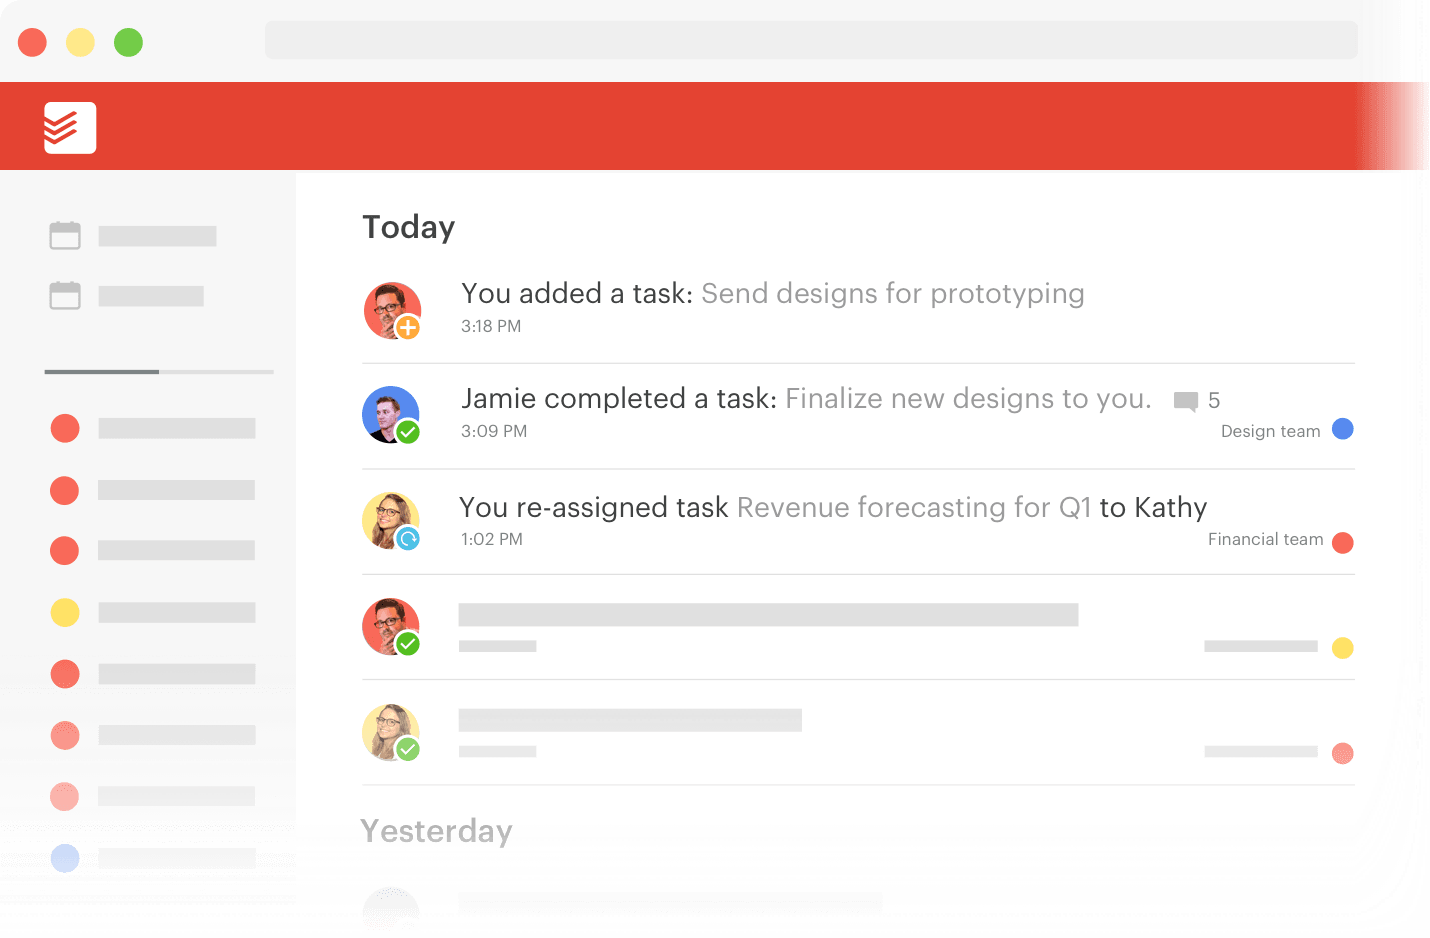 Today
You added a task: Send designs for prototyping
3:18 PM
Jamie completed a task: Finalize new designs to you. 5
3:09 PM Design team
You re-assigned task Revenue forecasting for Q1 to Kathy
1:02 PM Financial team
Yesterday